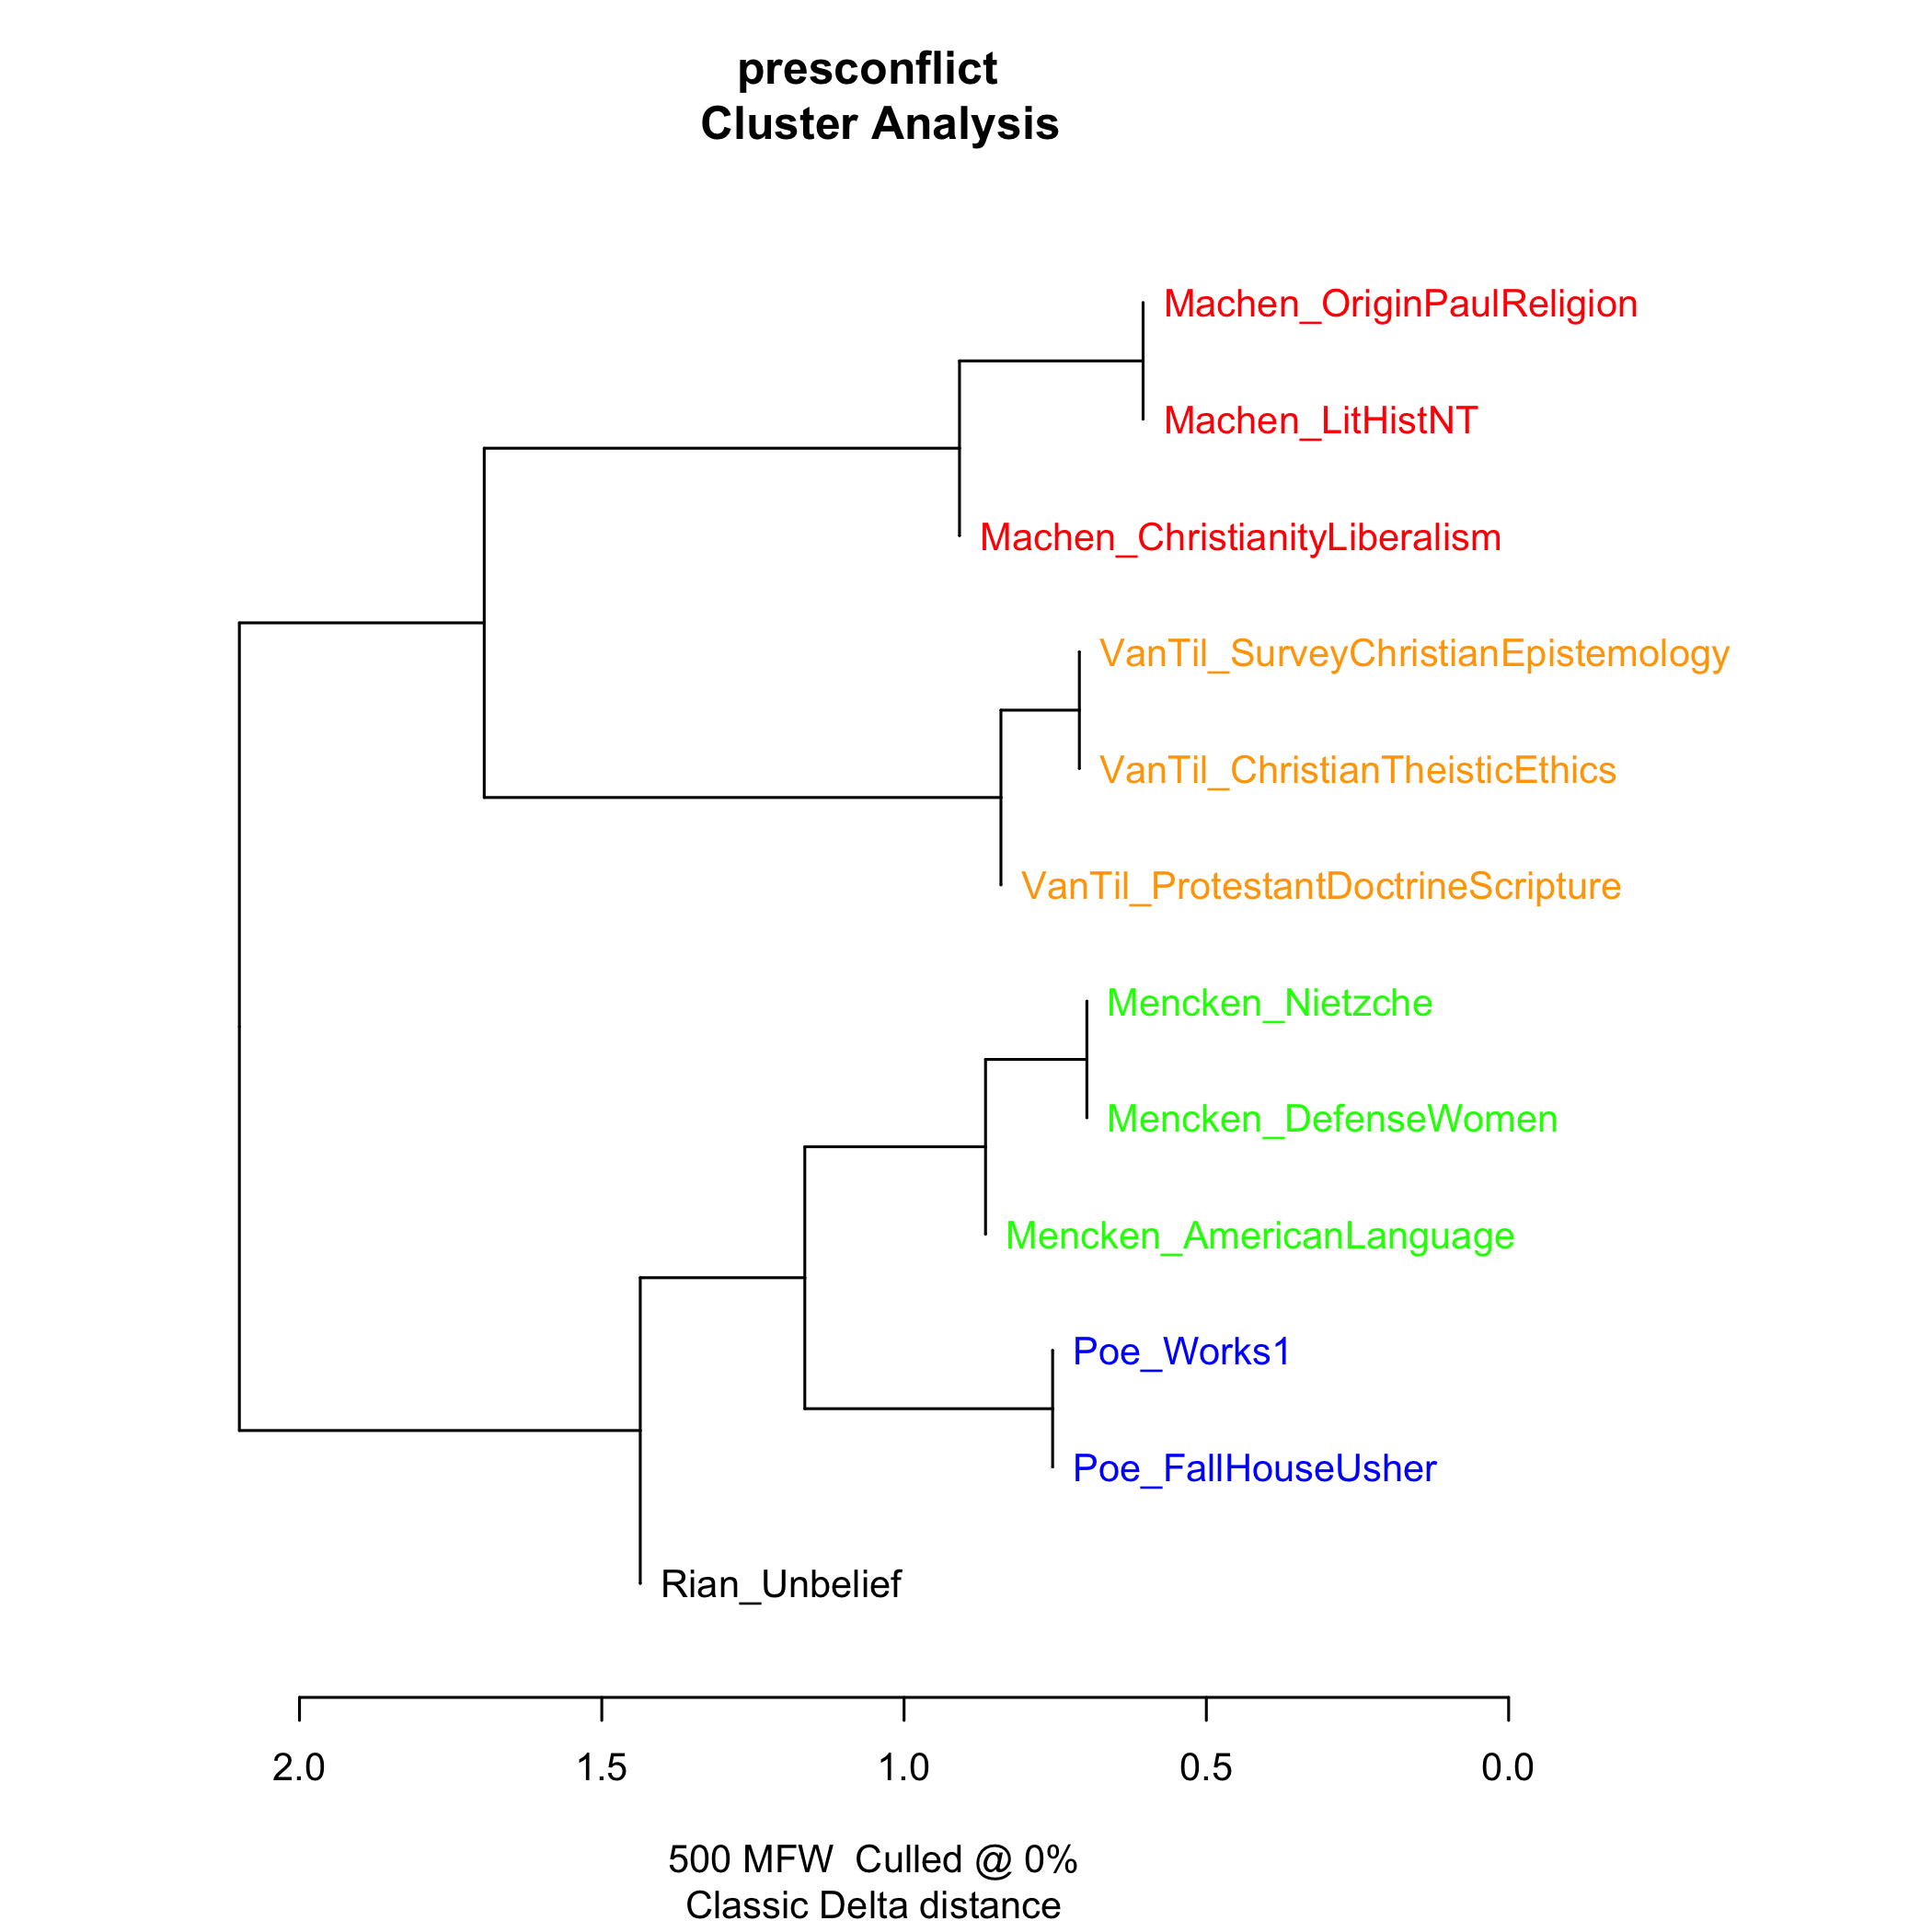 presconflict
Cluster Analysis
Machen_OriginPaulReligion
Machen_LitHistNT
Machen_ChristianityLiberalism
VanTil_SurveyChristianEpistemology
VanTil_ChristianTheisticEthics
VanTil_ProtestantDoctrineScripture
Mencken_Nietzche
Mencken_DefenseWomen
Mencken_AmericanLanguage
Poe_Works1
Poe_FallHouseUsher
Rian_Unbelief
2.0 1.5 1.0 0.5 0.0
500 MFW  Culled @ 0%
Classic Delta distance